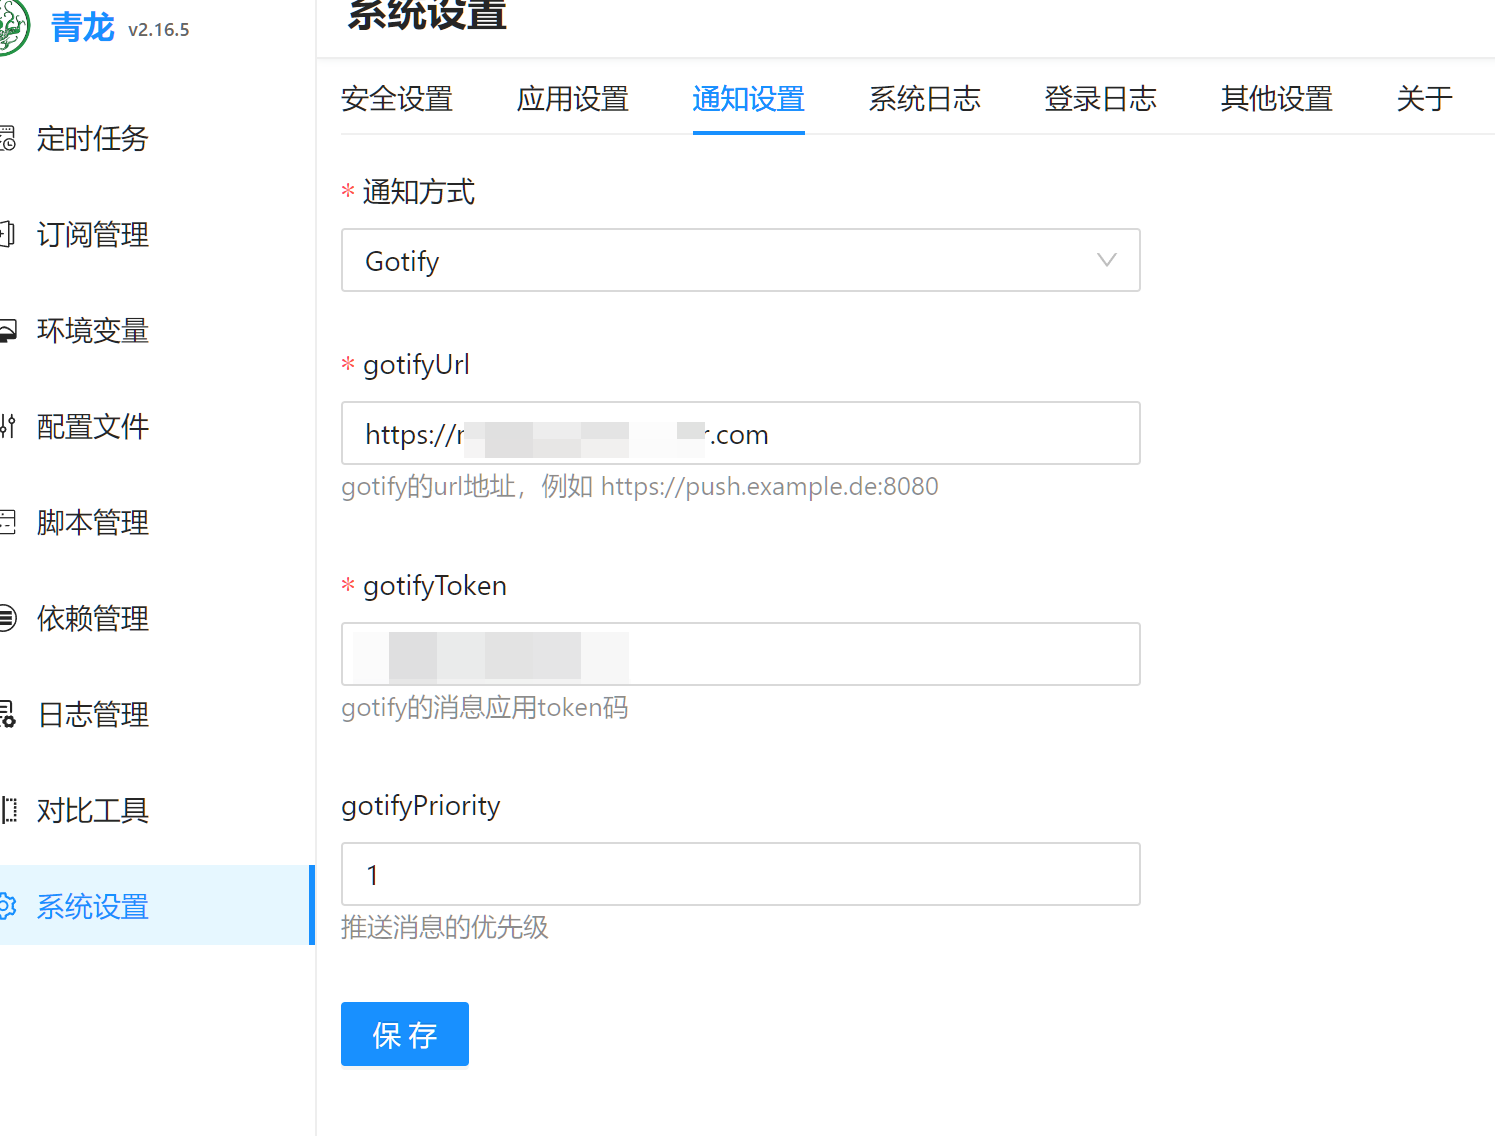 青龙 v2.16.5
定时任务
订阅管理
环境变量
配置文件
脚本管理
依赖管理
日志管理
对比工具
系统设置
系统设置
安全设置 应用设置 通知设置 系统日志 登录日志 其他设置 关于
* 通知方式
Gotify
* gotifyUrl
https://r r.com
gotify的url地址，例如 https://push.example.de:8080
* gotifyToken
gotify的消息应用token码
gotifyPriority
1
推送消息的优先级
保 存